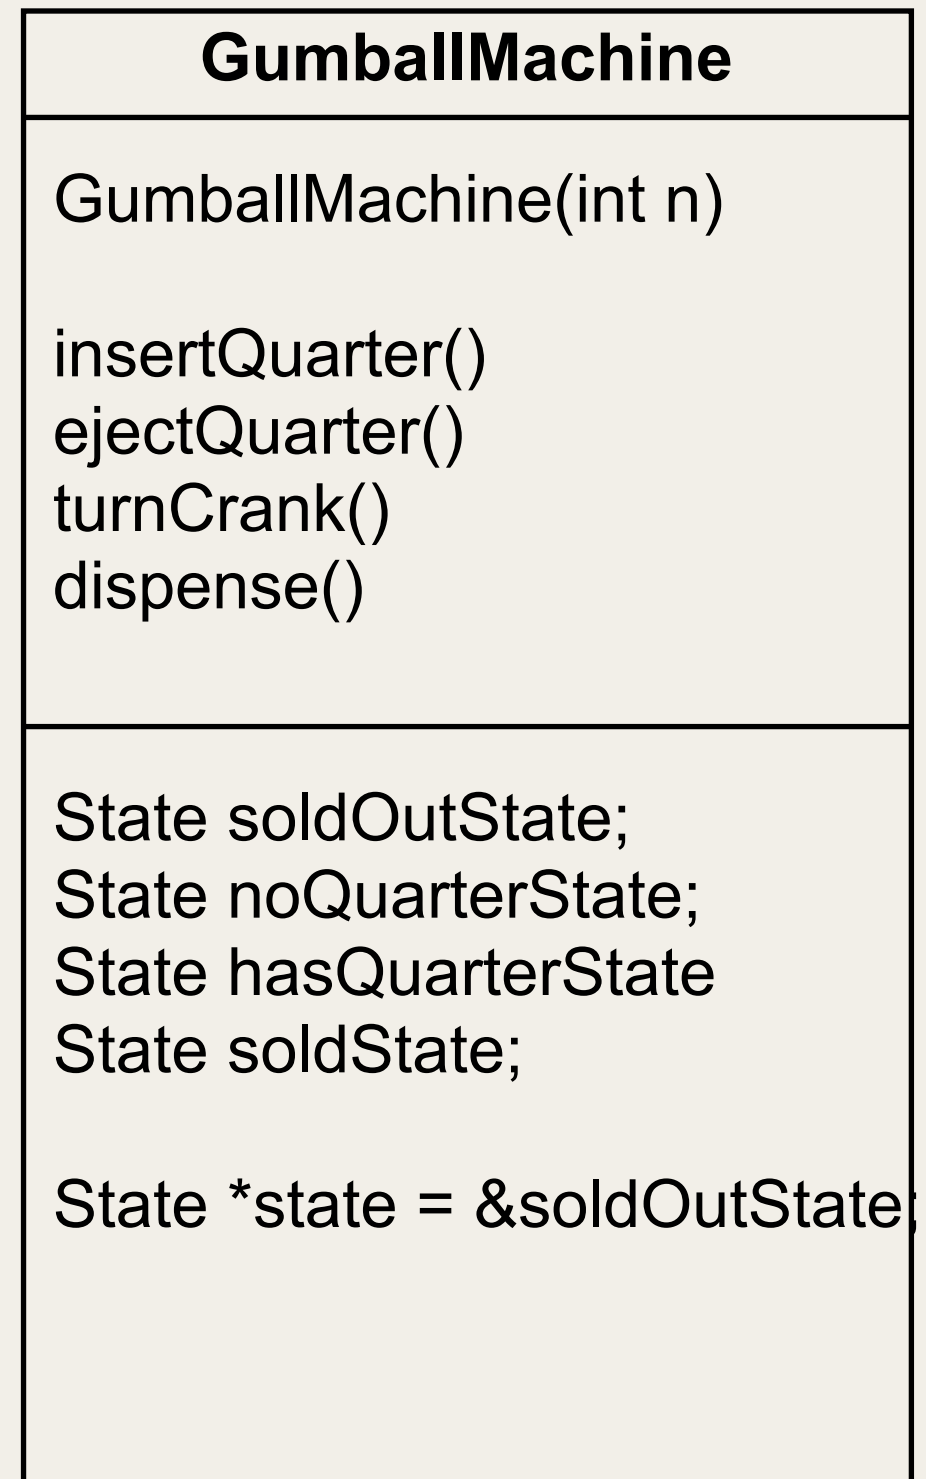 GumballMachine
GumballMachine(int n)
insertQuarter()
ejectQuarter()
turnCrank()
dispense()
State soldOutState;
State noQuarterState;
State hasQuarterState
State soldState;
State *state = &soldOutState;